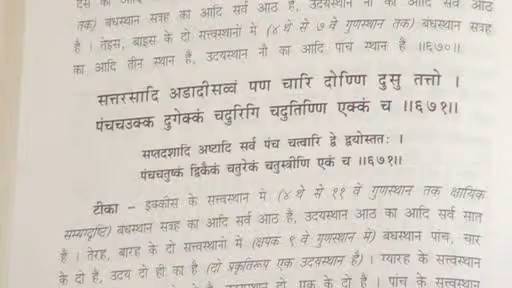 तक) बंधस्थान सत्रह का आदि सर्व आठ है, उदयस्थान नौ का आदि सर्व आठ
है । तेइस, बाइस के दो सत्त्वस्थानों में (४ थे से ७ वे गुणस्थान तक) बंधस्थान सत्रह
का आदि तीन स्थान है, उदयस्थान नौ का आदि पांच स्थान है ॥६७०॥
सत्तरसादि अडादीसव्वं पण चारि दोण्णि दुसु तत्तो ।
पंचचउक्क दुगेक्कं चदुरिगि चदुतिण्णि एक्कं च ॥६७१॥
सप्तदशादि अष्टादि सर्व पंच चत्वारि द्वे द्वयोस्ततः ।
पंचचतुष्कं द्विकैकं चतुरेकं चतुस्त्रीणि एकं च ॥६७१॥
टीका – इक्कीस के सत्त्वस्थान में (४ थे से ११ वे गुणस्थान तक क्षायिक
सम्यग्दृष्टि) बंधस्थान सत्रह का आदि सर्व आठ है, उदयस्थान आठ का आदि सर्व सात
है । तेरह, बारह के दो सत्त्वस्थानों में (क्षपक ९ वे गुणस्थान में) बंधस्थान पांच, चार
के दो है, उदय दो ही का है (दो प्रकृतिरूप एक उदयस्थान है) । ग्यारह के सत्त्वस्थान
दो, एक के दो है । पांच के सत्त्वस्थान